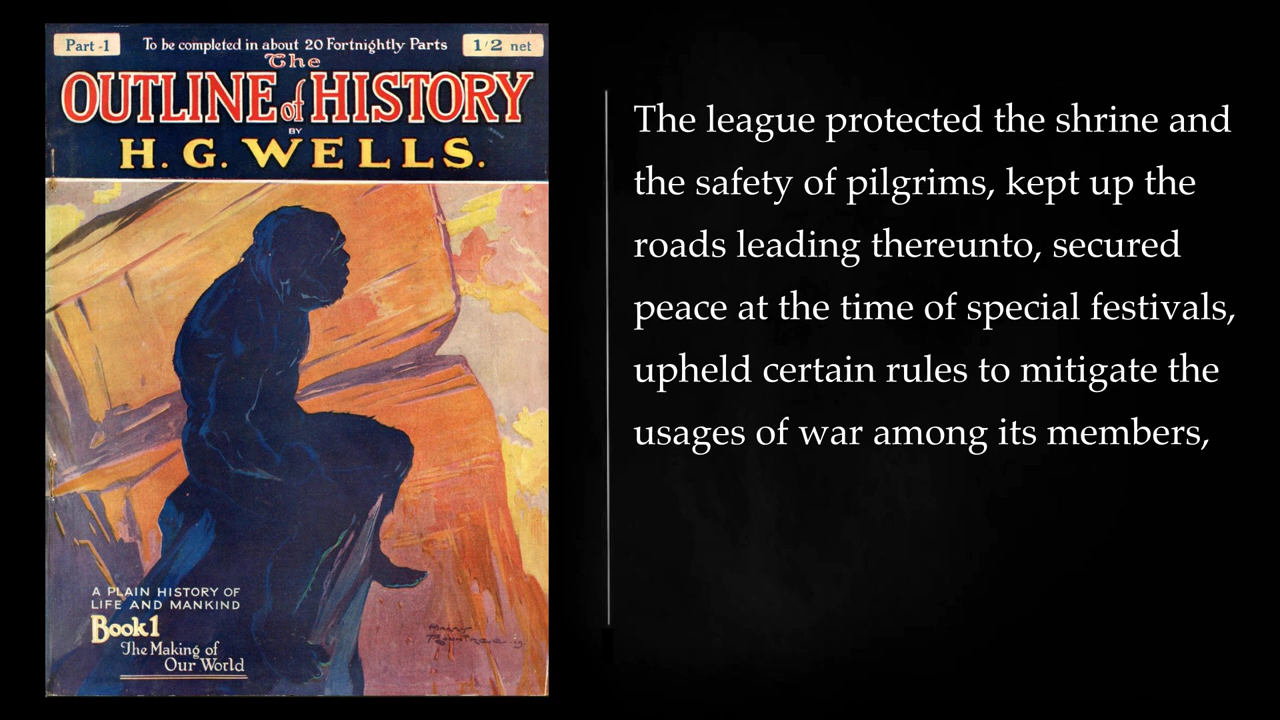 Part -1
To be completed in about 20 Fortnightly Parts
1/2 net
The
OUTLINE of HISTORY
BY
H. G. WELLS.
A PLAIN HISTORY OF
LIFE AND MANKIND
Book 1
The Making of
Our World
The league protected the shrine and
the safety of pilgrims, kept up the
roads leading thereunto, secured
peace at the time of special festivals,
upheld certain rules to mitigate the
usages of war among its members,